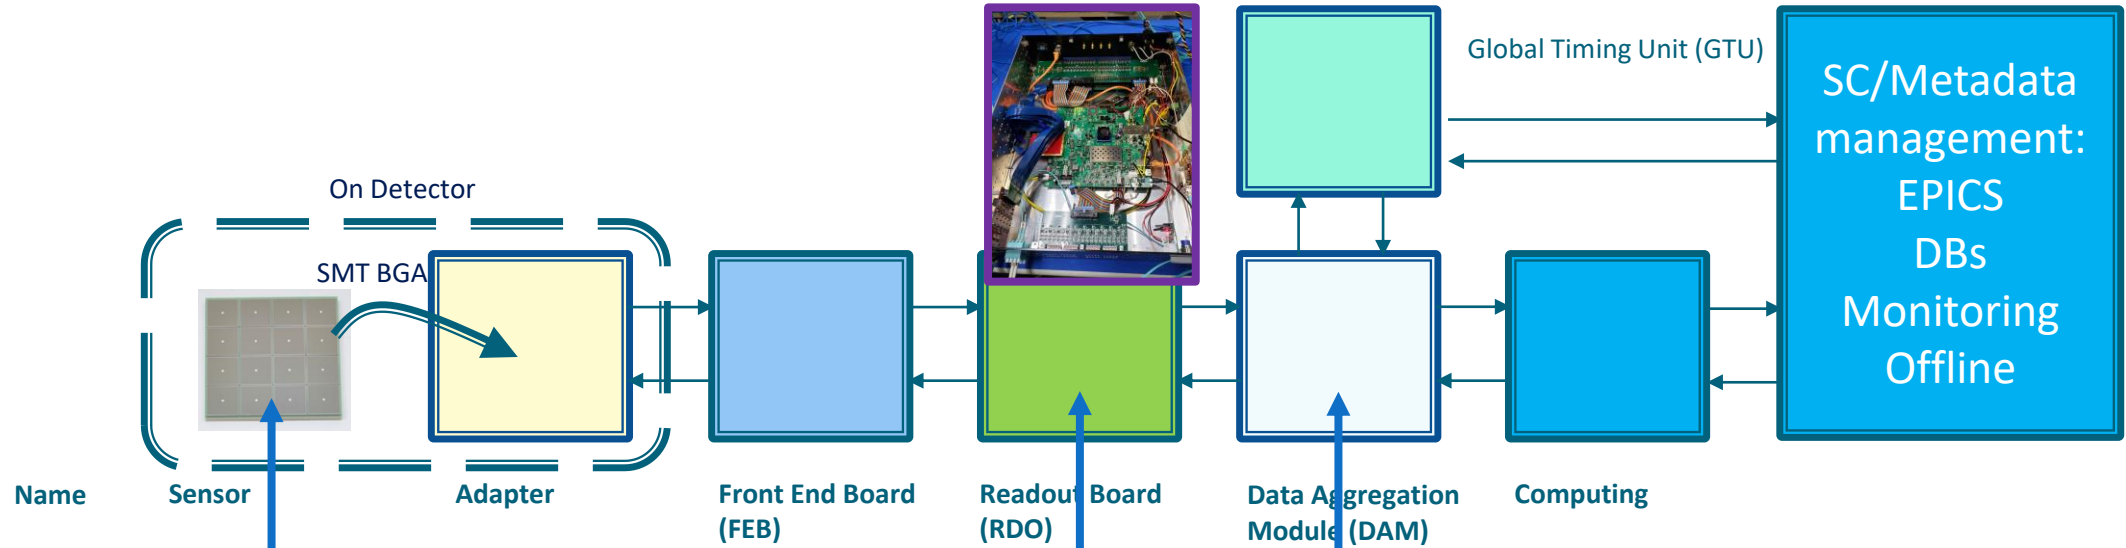 Global Timing Unit (GTU)
SC/Metadata
management:
EPICS
DBs
Monitoring
Offline
On Detector
SMT BGA
Name
Sensor
Adapter
Front End Board
(FEB)
Readout Board
(RDO)
Data Aggregation
Module (DAM)
Computing